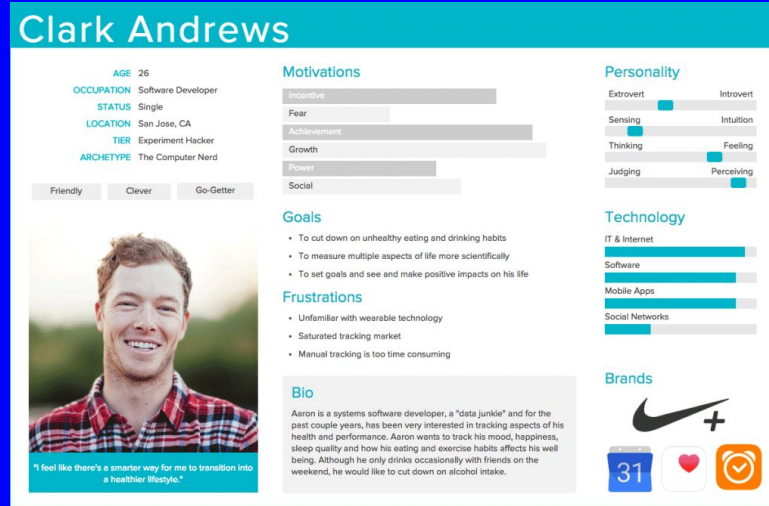 Clark Andrews
AGE 26
OCCUPATION Software Developer
STATUS Single
LOCATION San Jose, CA
TIER Experiment Hacker
ARCHETYPE The Computer Nerd
Friendly Clever Go-Getter
"I feel like there's a smarter way for me to transition into
a healthier lifestyle."
Motivations
Incentive
Fear
Achievement
Growth
Power
Social
Goals
• To cut down on unhealthy eating and drinking habits
• To measure multiple aspects of life more scientifically
• To set goals and see and make positive impacts on his life
Frustrations
• Unfamiliar with wearable technology
• Saturated tracking market
• Manual tracking is too time consuming
Bio
Aaron is a systems software developer, a "data junkie" and for the
past couple years, has been very interested in tracking aspects of his
health and performance. Aaron wants to track his mood, happiness,
sleep quality and how his eating and exercise habits affects his well
being. Although he only drinks occasionally with friends on the
weekend, he would like to cut down on alcohol intake.
Personality
Extrovert Introvert
Sensing Intuition
Thinking Feeling
Judging Perceiving
Technology
IT & Internet
Software
Mobile Apps
Social Networks
Brands
+
31